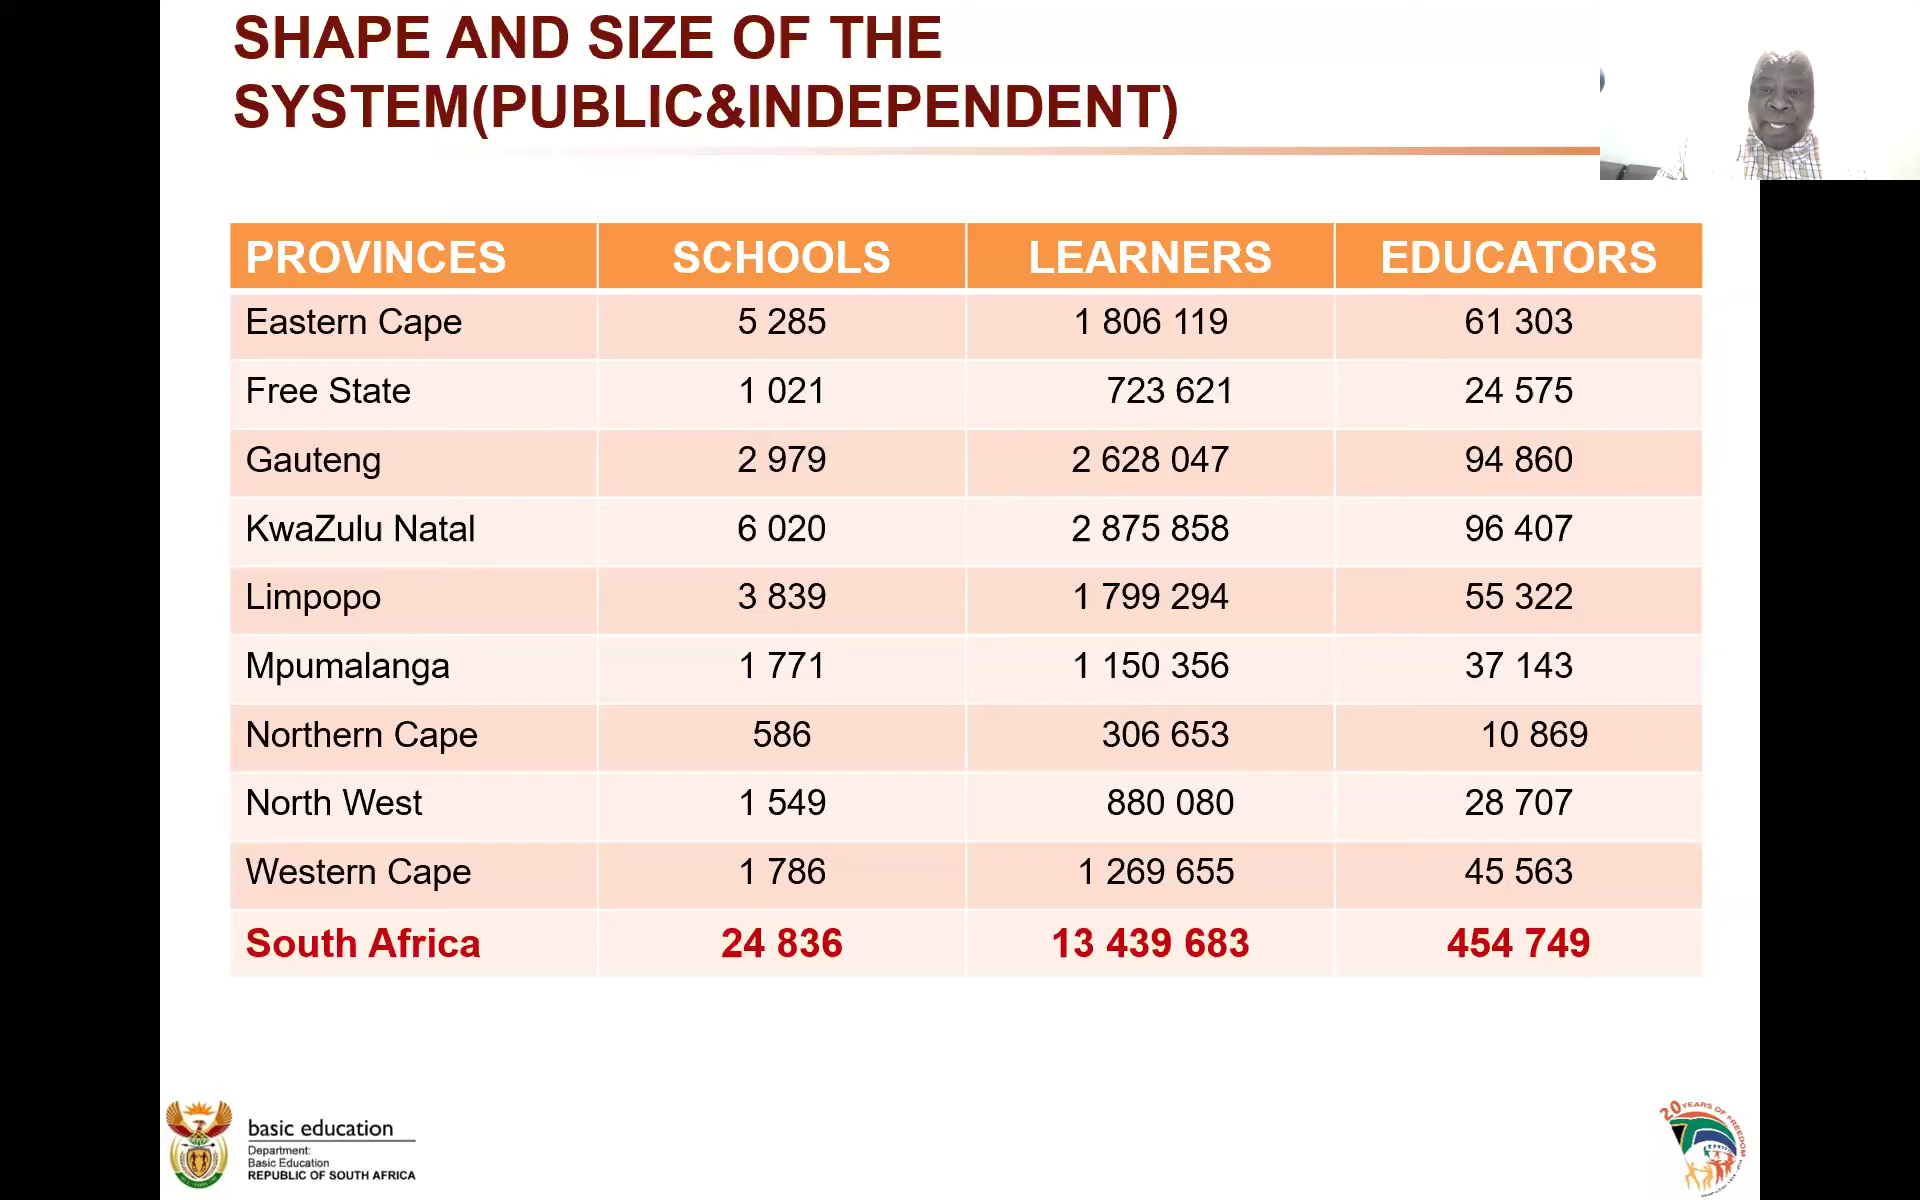 SHAPE AND SIZE OF THE
SYSTEM(PUBLIC&INDEPENDENT)
PROVINCES SCHOOLS LEARNERS EDUCATORS
Eastern Cape 5 285 1 806 119 61 303
Free State 1 021 723 621 24 575
Gauteng 2 979 2 628 047 94 860
KwaZulu Natal 6 020 2 875 858 96 407
Limpopo 3 839 1 799 294 55 322
Mpumalanga 1 771 1 150 356 37 143
Northern Cape 586 306 653 10 869
North West 1 549 880 080 28 707
Western Cape 1 786 1 269 655 45 563
South Africa 24 836 13 439 683 454 749
basic education
Department:
Basic Education
REPUBLIC OF SOUTH AFRICA
20 YEARS OF FREEDOM